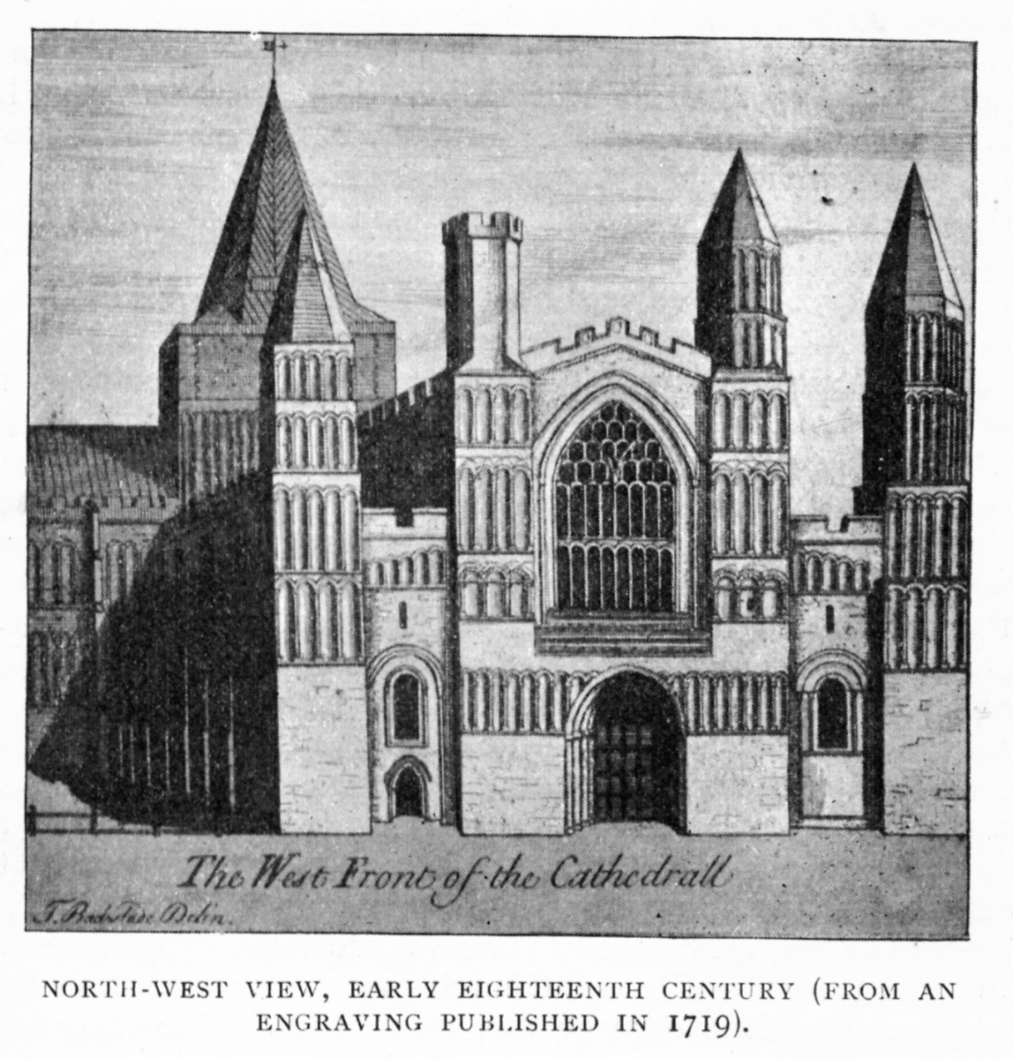 The West Front of the Cathedrall
T. Badslade Delin.
NORTH-WEST VIEW, EARLY EIGHTEENTH CENTURY (FROM AN
ENGRAVING PUBLISHED IN 1719).